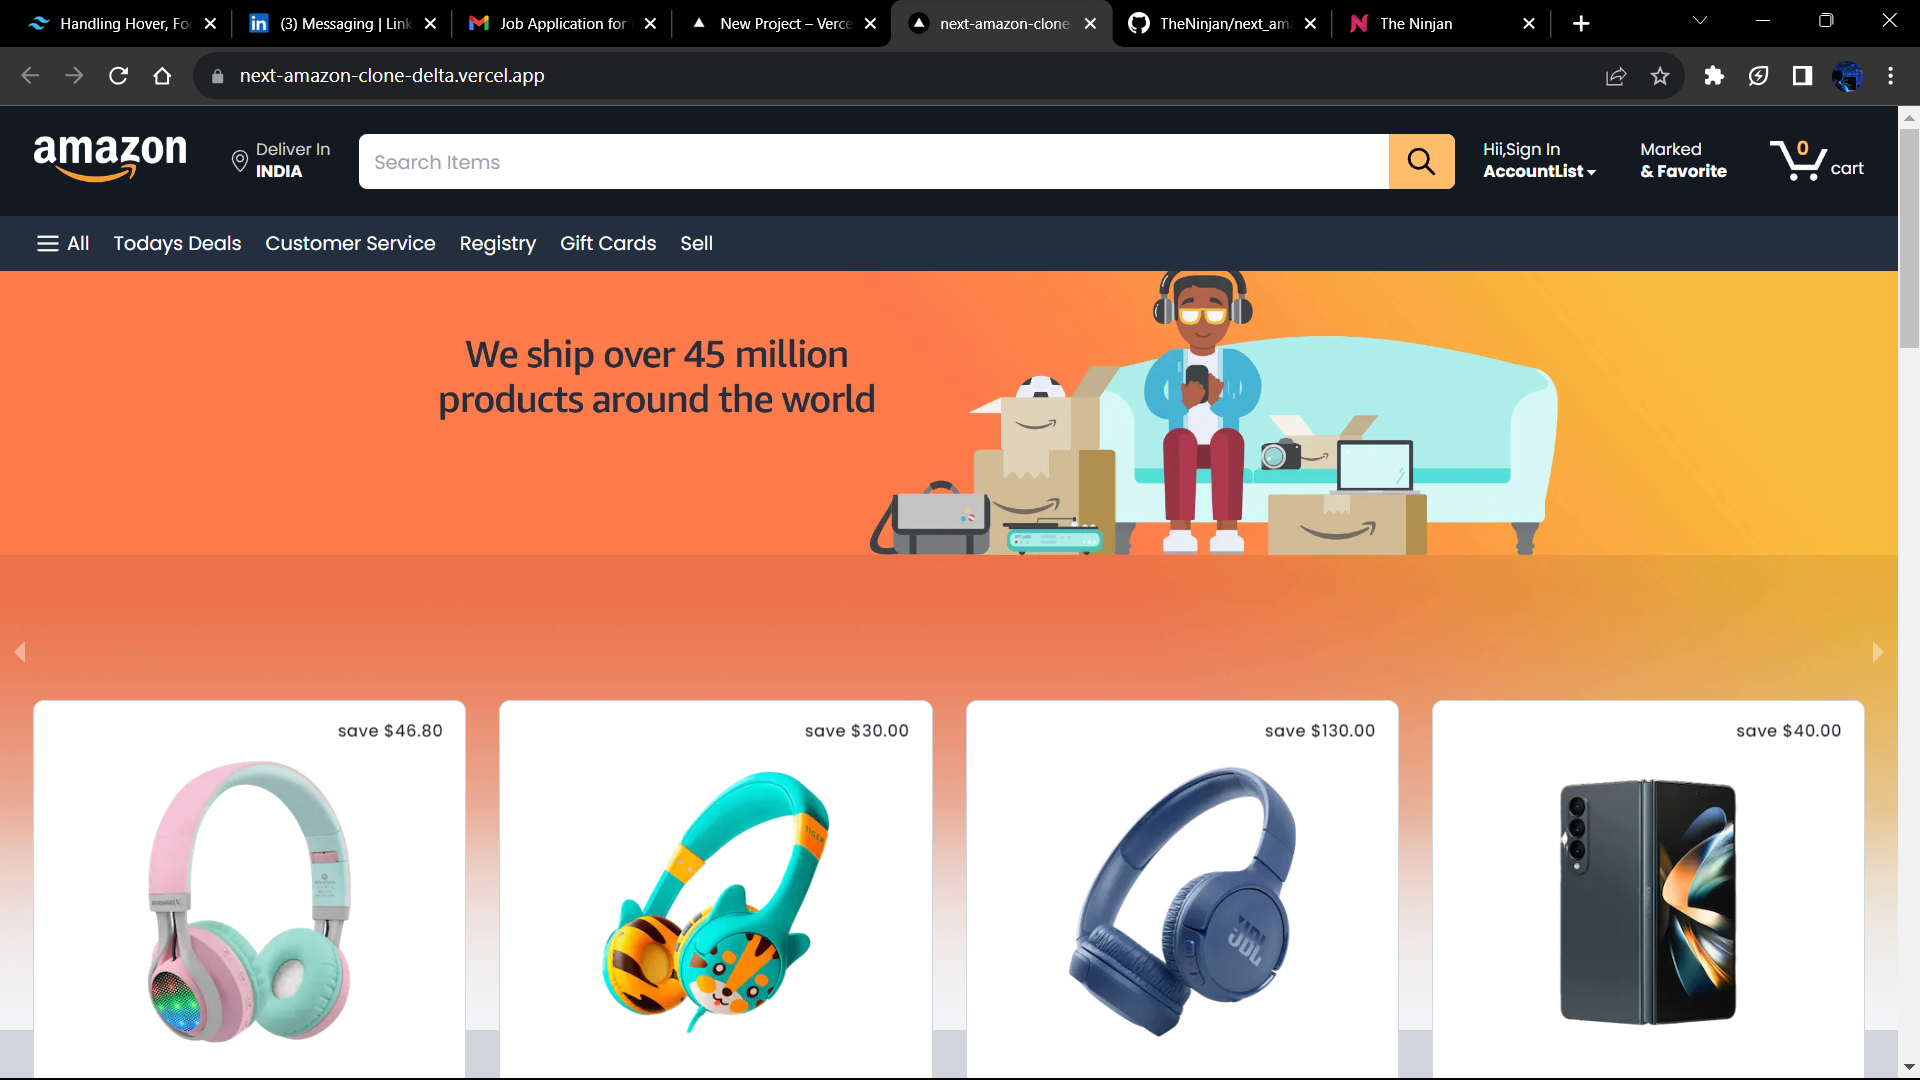 Handling Hover, Fo
(3) Messaging | Link
Job Application for
New Project – Verce
next-amazon-clone-
TheNinjan/next_am
The Ninjan
next-amazon-clone-delta.vercel.app
amazon
Deliver In
INDIA
Search Items
Hii,Sign In
AccountList
Marked
& Favorite
0
cart
All
Todays Deals
Customer Service
Registry
Gift Cards
Sell
We ship over 45 million
products around the world
save $46.80
save $30.00
save $130.00
save $40.00
TIGER
JBL